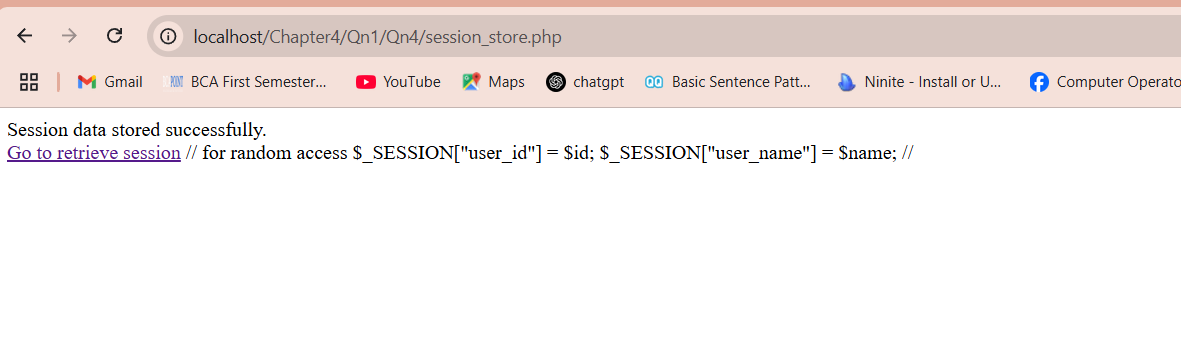 localhost/Chapter4/Qn1/Qn4/session_store.php
Gmail POINT BCA First Semester... YouTube Maps chatgpt Basic Sentence Patt... Ninite - Install or U... Computer Operato
Session data stored successfully.
Go to retrieve session // for random access $_SESSION["user_id"] = $id; $_SESSION["user_name"] = $name; //